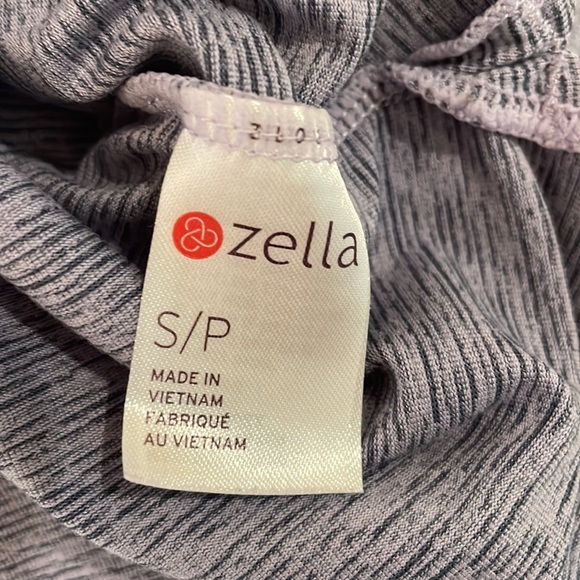 zella
S/P
MADE IN
VIETNAM
FABRIQUÉ
AU VIETNAM